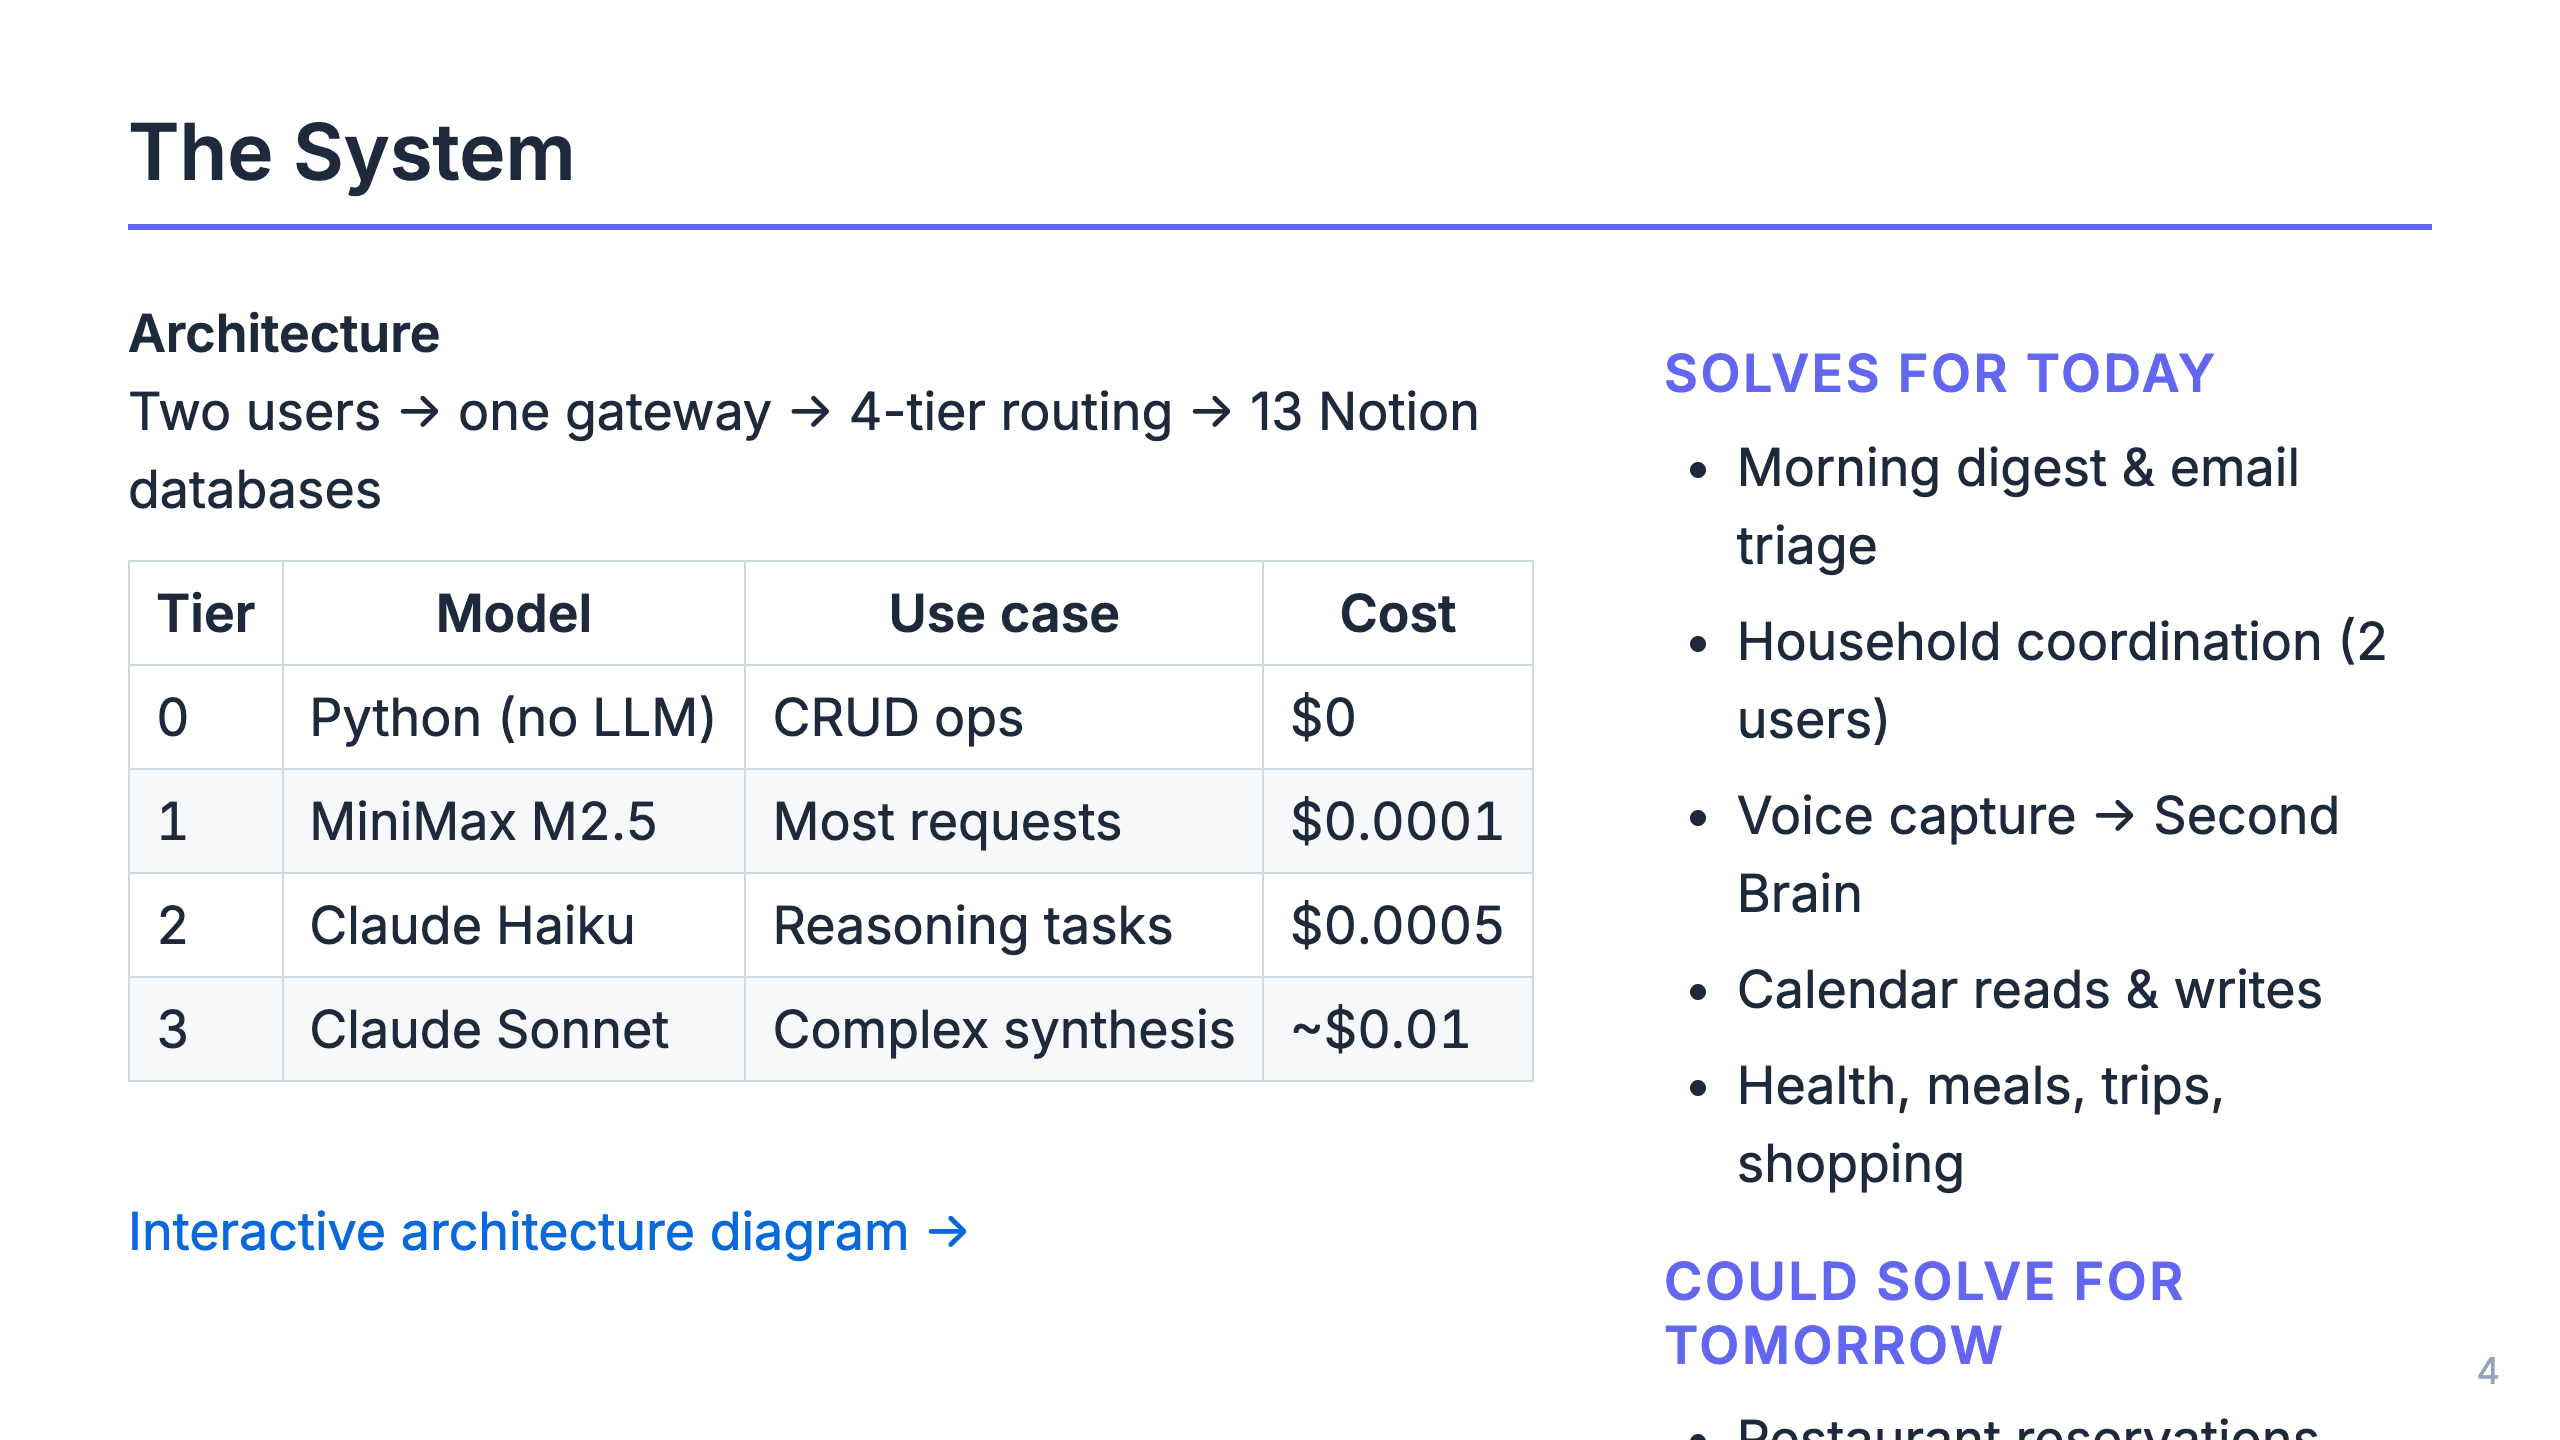 The System
Architecture
Two users → one gateway → 4-tier routing → 13 Notion
databases
Tier Model Use case Cost
0 Python (no LLM) CRUD ops $0
1 MiniMax M2.5 Most requests $0.0001
2 Claude Haiku Reasoning tasks $0.0005
3 Claude Sonnet Complex synthesis ~$0.01
Interactive architecture diagram →
SOLVES FOR TODAY
• Morning digest & email
triage
• Household coordination (2
users)
• Voice capture → Second
Brain
• Calendar reads & writes
• Health, meals, trips,
shopping
COULD SOLVE FOR
TOMORROW
• Restaurant reservations
4